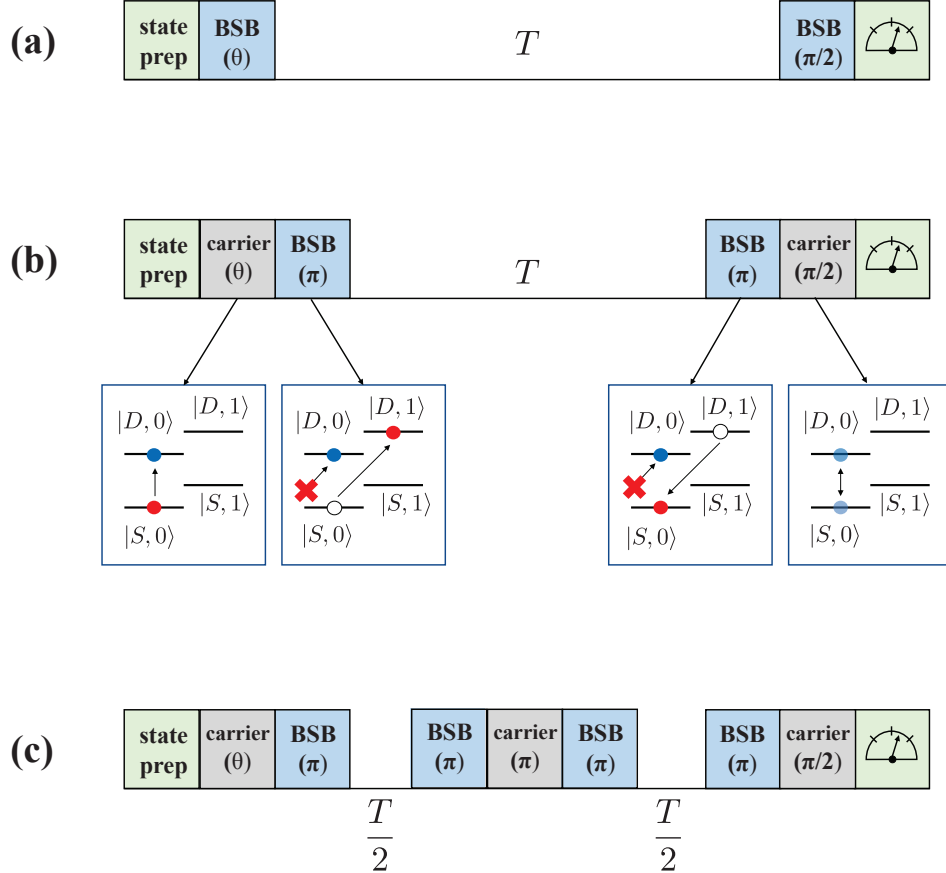 (a)
state prep
BSB (θ)
T
BSB (π/2)
(b)
state prep
carrier (θ)
BSB (π)
T
BSB (π)
carrier (π/2)
|D, 0⟩
|D, 1⟩
|S, 1⟩
|S, 0⟩
|D, 0⟩
|D, 1⟩
|S, 1⟩
|S, 0⟩
|D, 0⟩
|D, 1⟩
|S, 1⟩
|S, 0⟩
|D, 0⟩
|D, 1⟩
|S, 1⟩
|S, 0⟩
(c)
state prep
carrier (θ)
BSB (π)
T
2
BSB (π)
carrier (π)
BSB (π)
T
2
BSB (π)
carrier (π/2)